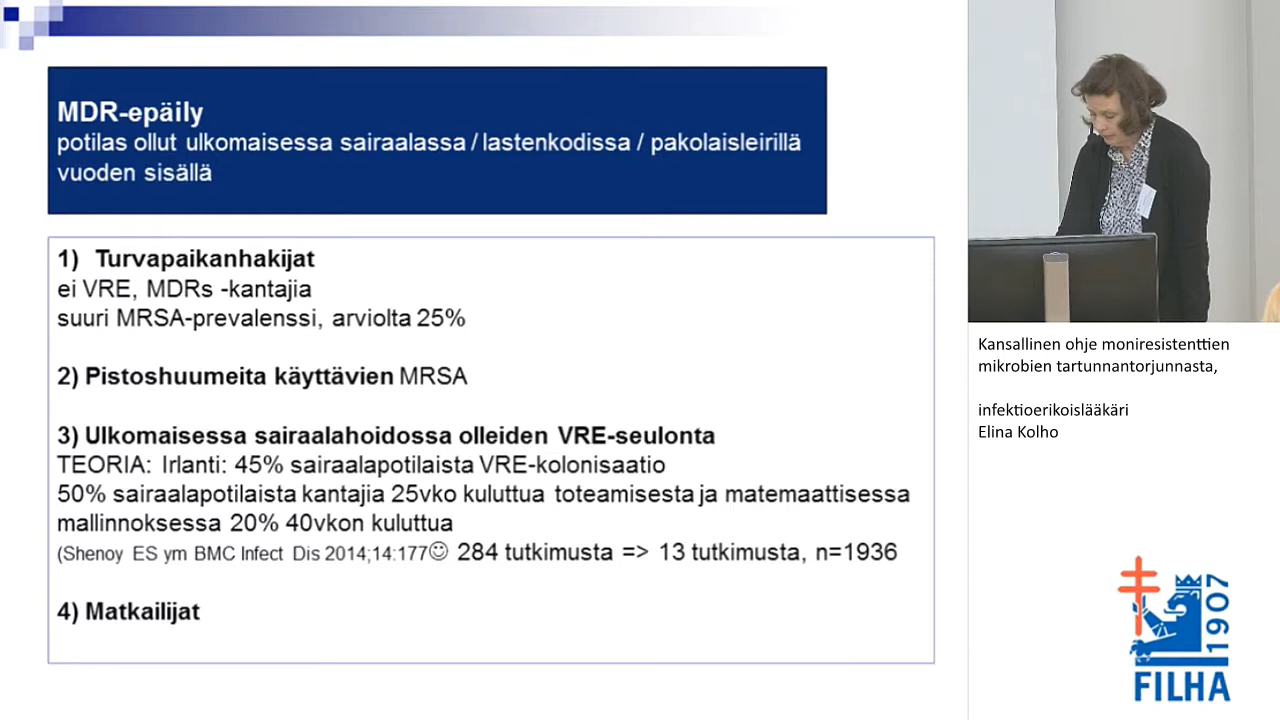 MDR-epäily
potilas ollut ulkomaisessa sairaalassa / lastenkodissa / pakolaisleirillä
vuoden sisällä
1) Turvapaikanhakijat
ei VRE, MDRs -kantajia
suuri MRSA-prevalenssi, arviolta 25%
2) Pistoshuumeita käyttävien MRSA
3) Ulkomaisessa sairaalahoidossa olleiden VRE-seulonta
TEORIA: Irlanti: 45% sairaalapotilaista VRE-kolonisaatio
50% sairaalapotilaista kantajia 25vko kuluttua toteamisesta ja matemaattisessa
mallinnoksessa 20% 40vkon kuluttua
(Shenoy ES ym BMC Infect Dis 2014;14:177☺ 284 tutkimusta => 13 tutkimusta, n=1936
4) Matkailijat
Kansallinen ohje moniresistenttien
mikrobien tartunnantorjunnasta,
infektioerikoislääkäri
Elina Kolho
1907
FILHA